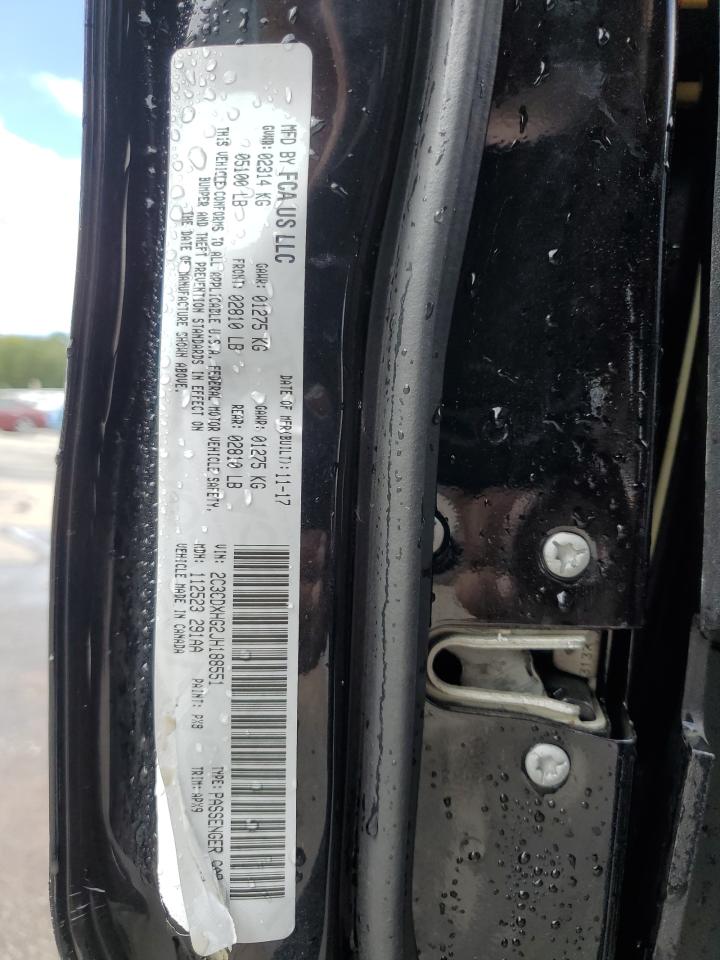 MFD BY FCA US LLC
DATE OF MFR(BUILT): 11-17
GVWR: 02314 KG
GAWR: 01275 KG
GAWR: 01275 KG
05100 LB
FRONT: 02810 LB
REAR: 02810 LB
THIS VEHICLE CONFORMS TO ALL APPLICABLE U.S.A. FEDERAL MOTOR VEHICLE SAFETY,
BUMPER AND THEFT PREVENTION STANDARDS IN EFFECT ON
THE DATE OF MANUFACTURE SHOWN ABOVE.
VIN: 2C3CDXHG2JH188551
TYPE: PASSENGER CAR
MDH: 112523 291AA
PAINT: PX8
TRIM: APX9
VEHICLE MADE IN CANADA